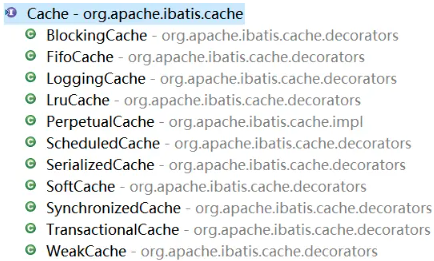 Cache - org.apache.ibatis.cache
BlockingCache - org.apache.ibatis.cache.decorators
FifoCache - org.apache.ibatis.cache.decorators
LoggingCache - org.apache.ibatis.cache.decorators
LruCache - org.apache.ibatis.cache.decorators
PerpetualCache - org.apache.ibatis.cache.impl
ScheduledCache - org.apache.ibatis.cache.decorators
SerializedCache - org.apache.ibatis.cache.decorators
SoftCache - org.apache.ibatis.cache.decorators
SynchronizedCache - org.apache.ibatis.cache.decorators
TransactionalCache - org.apache.ibatis.cache.decorators
WeakCache - org.apache.ibatis.cache.decorators